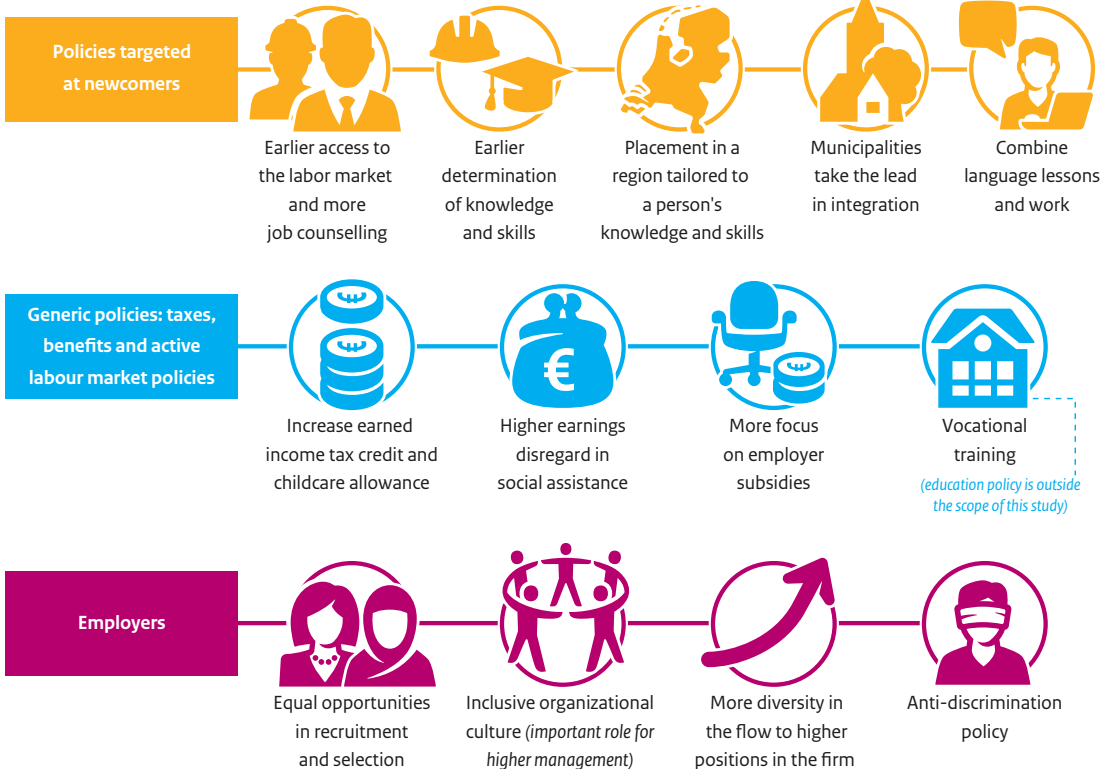 Policies targeted
at newcomers
Earlier access to
the labor market
and more
job counselling
Earlier
determination
of knowledge
and skills
Placement in a
region tailored to
a person's
knowledge and skills
Municipalities
take the lead
in integration
Combine
language lessons
and work
Generic policies: taxes,
benefits and active
labour market policies
€
Increase earned
income tax credit and
childcare allowance
Higher earnings
disregard in
social assistance
More focus
on employer
subsidies
Vocational
training
(education policy is outside
the scope of this study)
Employers
Equal opportunities
in recruitment
and selection
Inclusive organizational
culture (important role for
higher management)
More diversity in
the flow to higher
positions in the firm
Anti-discrimination
policy